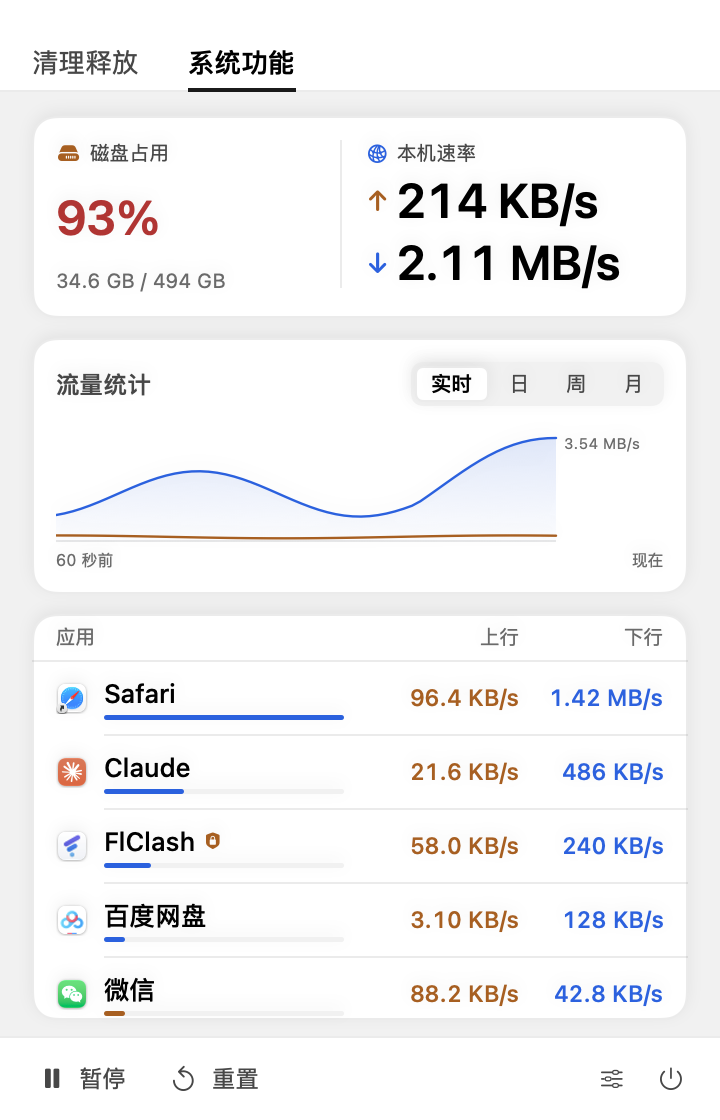 清理释放 系统功能
磁盘占用
93%
34.6 GB / 494 GB
本机速率
214 KB/s
2.11 MB/s
流量统计
实时 日 周 月
3.54 MB/s
60 秒前 现在
应用 上行 下行
Safari 96.4 KB/s 1.42 MB/s
Claude 21.6 KB/s 486 KB/s
FlClash 58.0 KB/s 240 KB/s
百度网盘 3.10 KB/s 128 KB/s
微信 88.2 KB/s 42.8 KB/s
暂停 重置